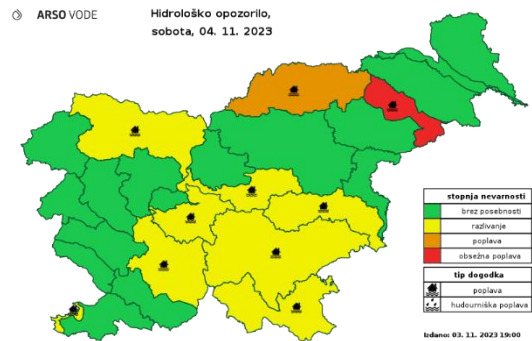 ARSO VODE
Hidrološko opozorilo,
sobota, 04. 11. 2023
stopnja nevarnosti
brez posebnosti
razlivanje
poplava
obsežna poplava
tip dogodka
poplava
hudourniška poplava
Izdano: 03. 11. 2023 19:00